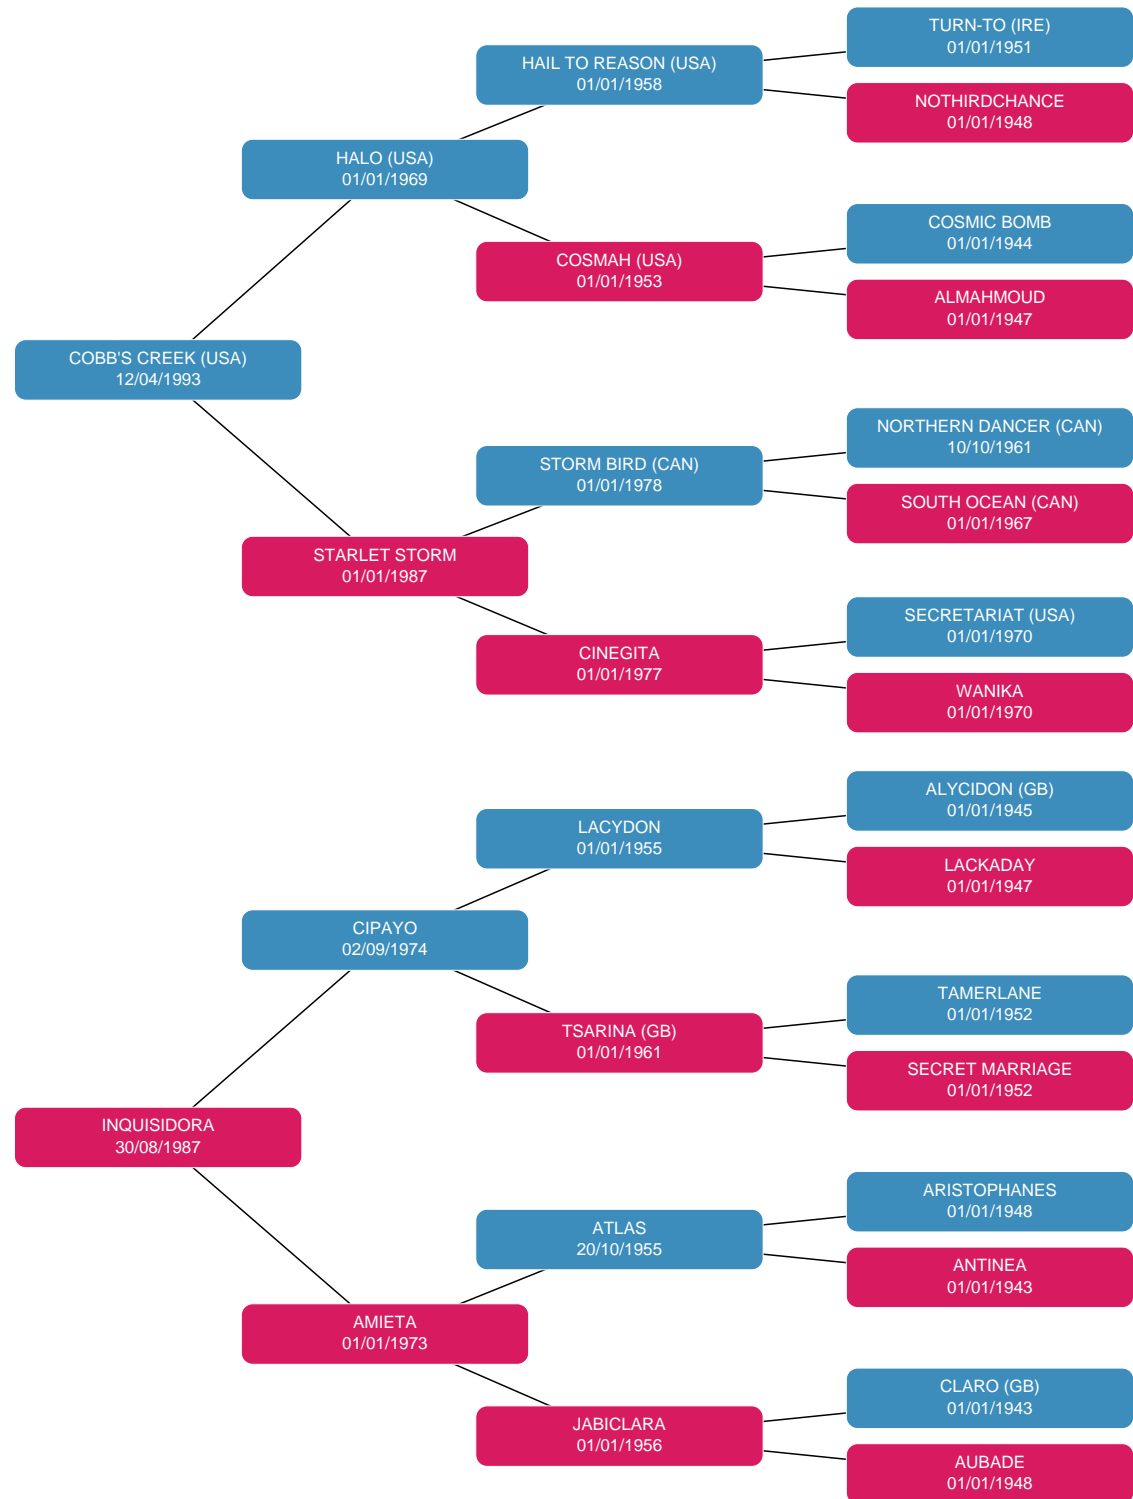 TURN-TO (IRE)
01/01/1951
HAIL TO REASON (USA)
01/01/1958
NOTHIRDCHANCE
01/01/1948
HALO (USA)
01/01/1969
COSMIC BOMB
01/01/1944
COSMAH (USA)
01/01/1953
ALMAHMOUD
01/01/1947
COBB'S CREEK (USA)
12/04/1993
NORTHERN DANCER (CAN)
10/10/1961
STORM BIRD (CAN)
01/01/1978
SOUTH OCEAN (CAN)
01/01/1967
STARLET STORM
01/01/1987
SECRETARIAT (USA)
01/01/1970
CINEGITA
01/01/1977
WANIKA
01/01/1970
ALYCIDON (GB)
01/01/1945
LACYDON
01/01/1955
LACKADAY
01/01/1947
CIPAYO
02/09/1974
TAMERLANE
01/01/1952
TSARINA (GB)
01/01/1961
SECRET MARRIAGE
01/01/1952
INQUISIDORA
30/08/1987
ARISTOPHANES
01/01/1948
ATLAS
20/10/1955
ANTINEA
01/01/1943
AMIETA
01/01/1973
CLARO (GB)
01/01/1943
JABICLARA
01/01/1956
AUBADE
01/01/1948